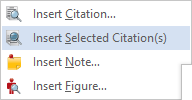 Insert Citation...
Insert Selected Citation(s)
Insert Note...
Insert Figure...